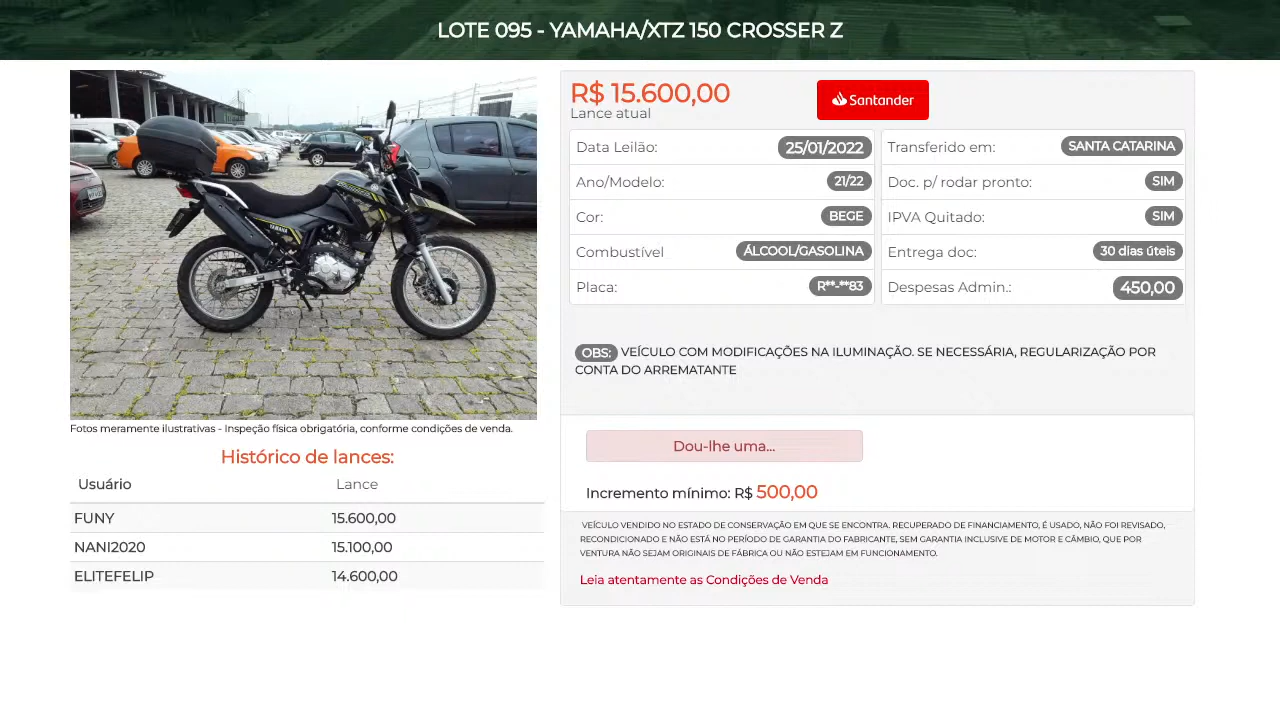 LOTE 095 - YAMAHA/XTZ 150 CROSSER Z
YAMAHA
Fotos meramente ilustrativas - Inspeção física obrigatória, conforme condições de venda.
Histórico de lances:
Usuário Lance
FUNY 15.600,00
NANI2020 15.100,00
ELITEFELIP 14.600,00
R$ 15.600,00
Lance atual
Santander
Data Leilão: 25/01/2022
Ano/Modelo: 21/22
Cor: BEGE
Combustível ÁLCOOL/GASOLINA
Placa: R**-**83
Transferido em: SANTA CATARINA
Doc. p/ rodar pronto: SIM
IPVA Quitado: SIM
Entrega doc: 30 dias úteis
Despesas Admin.: 450,00
OBS: VEÍCULO COM MODIFICAÇÕES NA ILUMINAÇÃO. SE NECESSÁRIA, REGULARIZAÇÃO POR
CONTA DO ARREMATANTE
Dou-lhe uma...
Incremento mínimo: R$ 500,00
VEÍCULO VENDIDO NO ESTADO DE CONSERVAÇÃO EM QUE SE ENCONTRA. RECUPERADO DE FINANCIAMENTO, É USADO, NÃO FOI REVISADO,
RECONDICIONADO E NÃO ESTÁ NO PERÍODO DE GARANTIA DO FABRICANTE, SEM GARANTIA INCLUSIVE DE MOTOR E CÂMBIO, QUE POR
VENTURA NÃO SEJAM ORIGINAIS DE FÁBRICA OU NÃO ESTEJAM EM FUNCIONAMENTO.
Leia atentamente as Condições de Venda